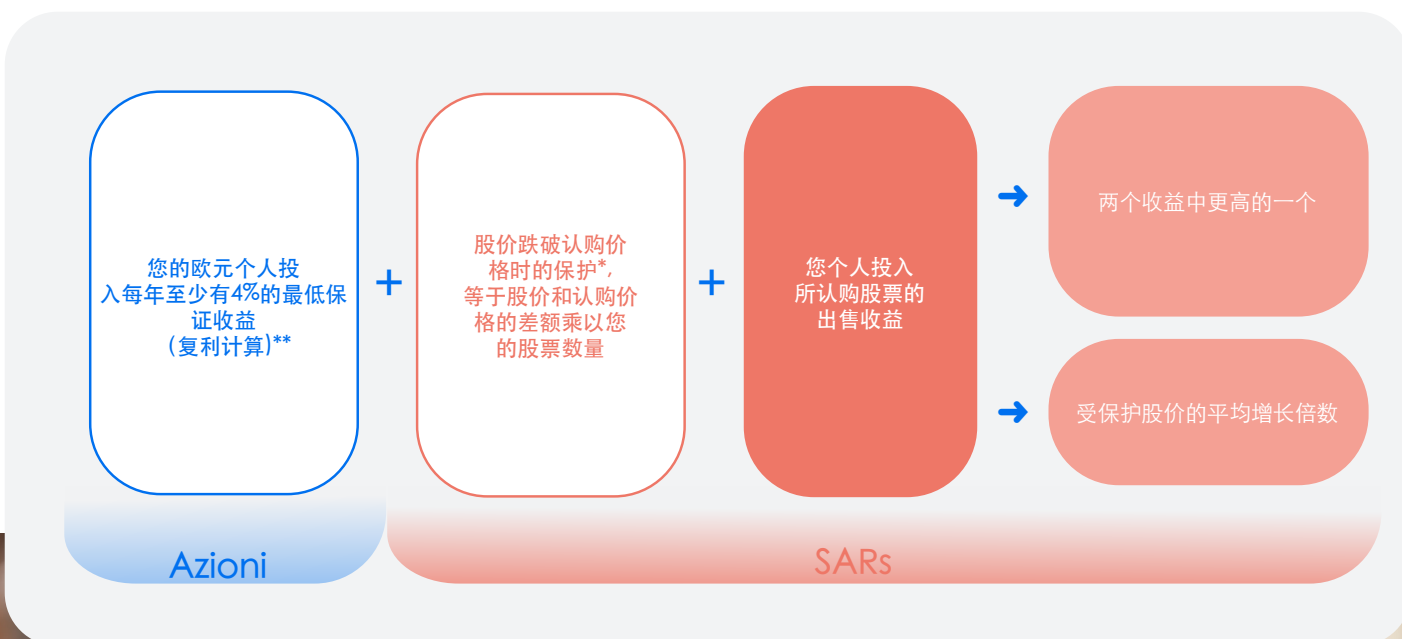 您的欧元个人投
入每年至少有4%的最低保
证收益
(复利计算)**
+
股价跌破认购价
格时的保护*,
等于股价和认购价
格的差额乘以您
的股票数量
+
您个人投入
所认购股票的
出售收益
两个收益中更高的一个
受保护股价的平均增长倍数
Azioni
SARs